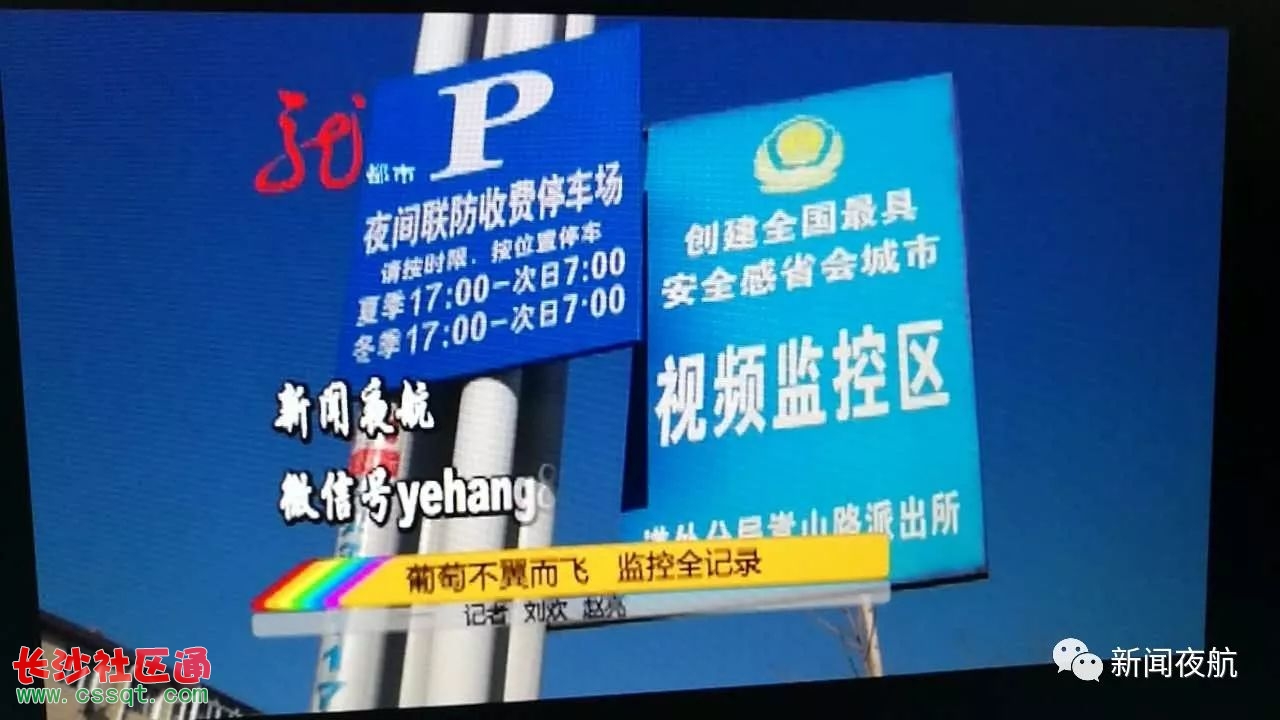 P
都市
夜间联防收费停车场
请按时限、按位置停车
夏季17:00-次日7:00
冬季17:00-次日7:00
创建全国最具
安全感省会城市
视频监控区
道外分局嵩山路派出所
新闻夜航
微信号yehang
葡萄不翼而飞 监控全记录
记者 刘欢 赵亮
长沙社区通
www.cssqt.com
新闻夜航